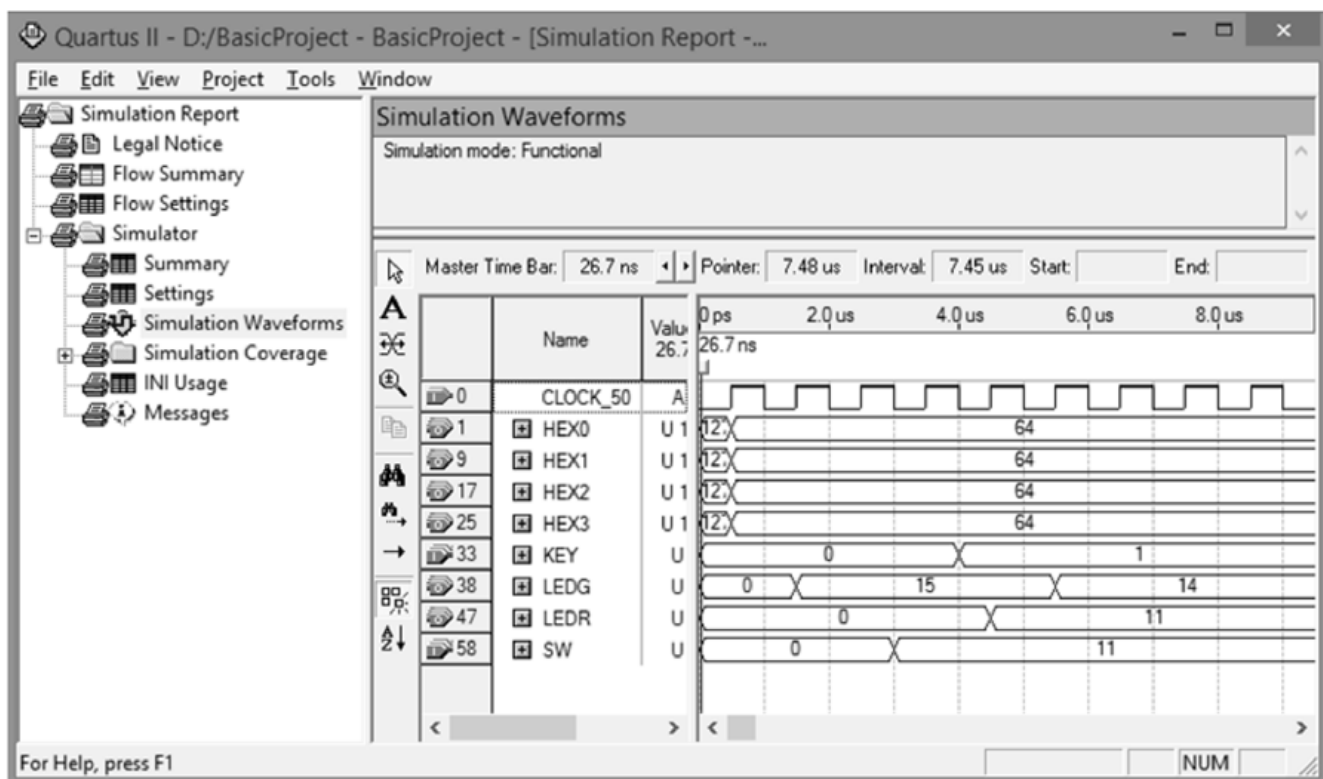 Quartus II - D:/BasicProject - BasicProject - [Simulation Report -...
File Edit View Project Tools Window
Simulation Report
Legal Notice
Flow Summary
Flow Settings
Simulator
Summary
Settings
Simulation Waveforms
Simulation Coverage
INI Usage
Messages
Simulation Waveforms
Simulation mode: Functional
Master Time Bar: 26.7 ns Pointer: 7.48 us Interval: 7.45 us Start: End:
Name
0 ps 2.0 us 4.0 us 6.0 us 8.0 us
26.7 ns
0 CLOCK_50 A
1 HEX0 U 1 64
9 HEX1 U 1 64
17 HEX2 U 1 64
25 HEX3 U 1 64
33 KEY U 0 1
38 LEDG U 0 15 14
47 LEDR U 0 11
58 SW U 0 11
For Help, press F1
NUM